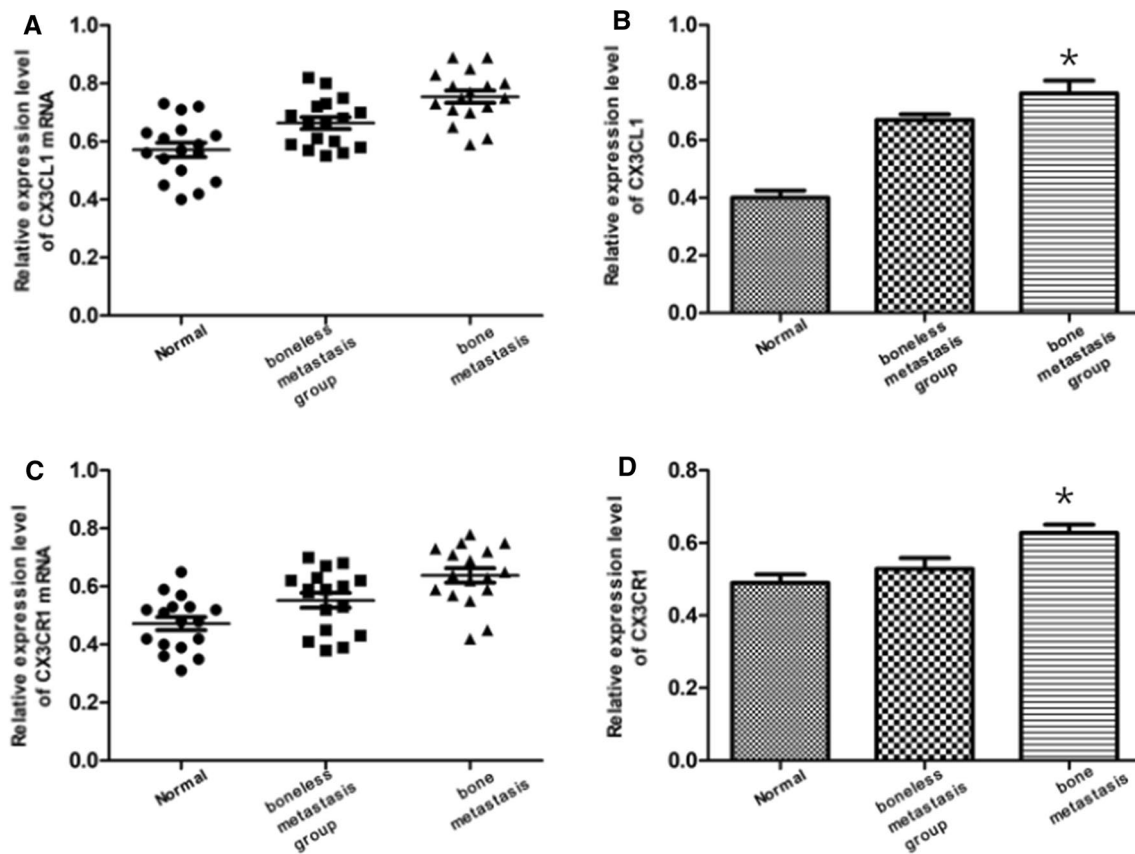 A
Relative expression level
of CX3CL1 mRNA
1.0
0.8
0.6
0.4
0.2
0.0
Normal
boneless
metastasis
group
bone
metastasis
B
Relative expression level
of CX3CL1
1.0
0.8
0.6
0.4
0.2
0.0
*
Normal
boneless
metastasis
group
bone
metastasis
group
C
Relative expression level
of CX3CR1 mRNA
1.0
0.8
0.6
0.4
0.2
0.0
Normal
boneless
metastasis
group
bone
metastasis
D
Relative expression level
of CX3CR1
0.8
0.6
0.4
0.2
0.0
*
Normal
boneless
metastasis
group
bone
metastasis